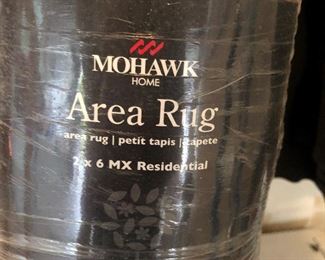 MOHAWK
HOME
Area Rug
area rug | petit tapis | tapete
2 x 6 MX Residential